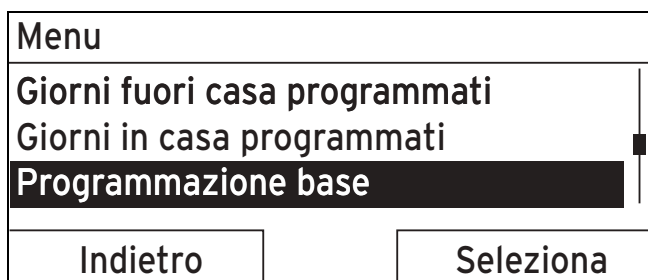 Menu
Giorni fuori casa programmati
Giorni in casa programmati
Programmazione base
Indietro Seleziona